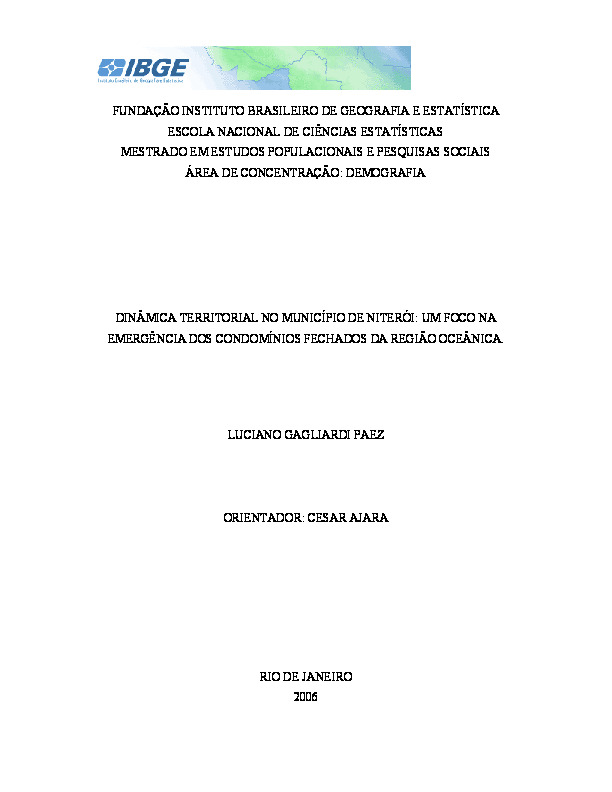 IBGE
Instituto Brasileiro de Geografia e Estatística
FUNDAÇÃO INSTITUTO BRASILEIRO DE GEOGRAFIA E ESTATÍSTICA
ESCOLA NACIONAL DE CIÊNCIAS ESTATÍSTICAS
MESTRADO EM ESTUDOS POPULACIONAIS E PESQUISAS SOCIAIS
ÁREA DE CONCENTRAÇÃO: DEMOGRAFIA
DINÂMICA TERRITORIAL NO MUNICÍPIO DE NITERÓI: UM FOCO NA
EMERGÊNCIA DOS CONDOMÍNIOS FECHADOS DA REGIÃO OCEÂNICA.
LUCIANO GAGLIARDI PAEZ
ORIENTADOR: CESAR AJARA
RIO DE JANEIRO
2006